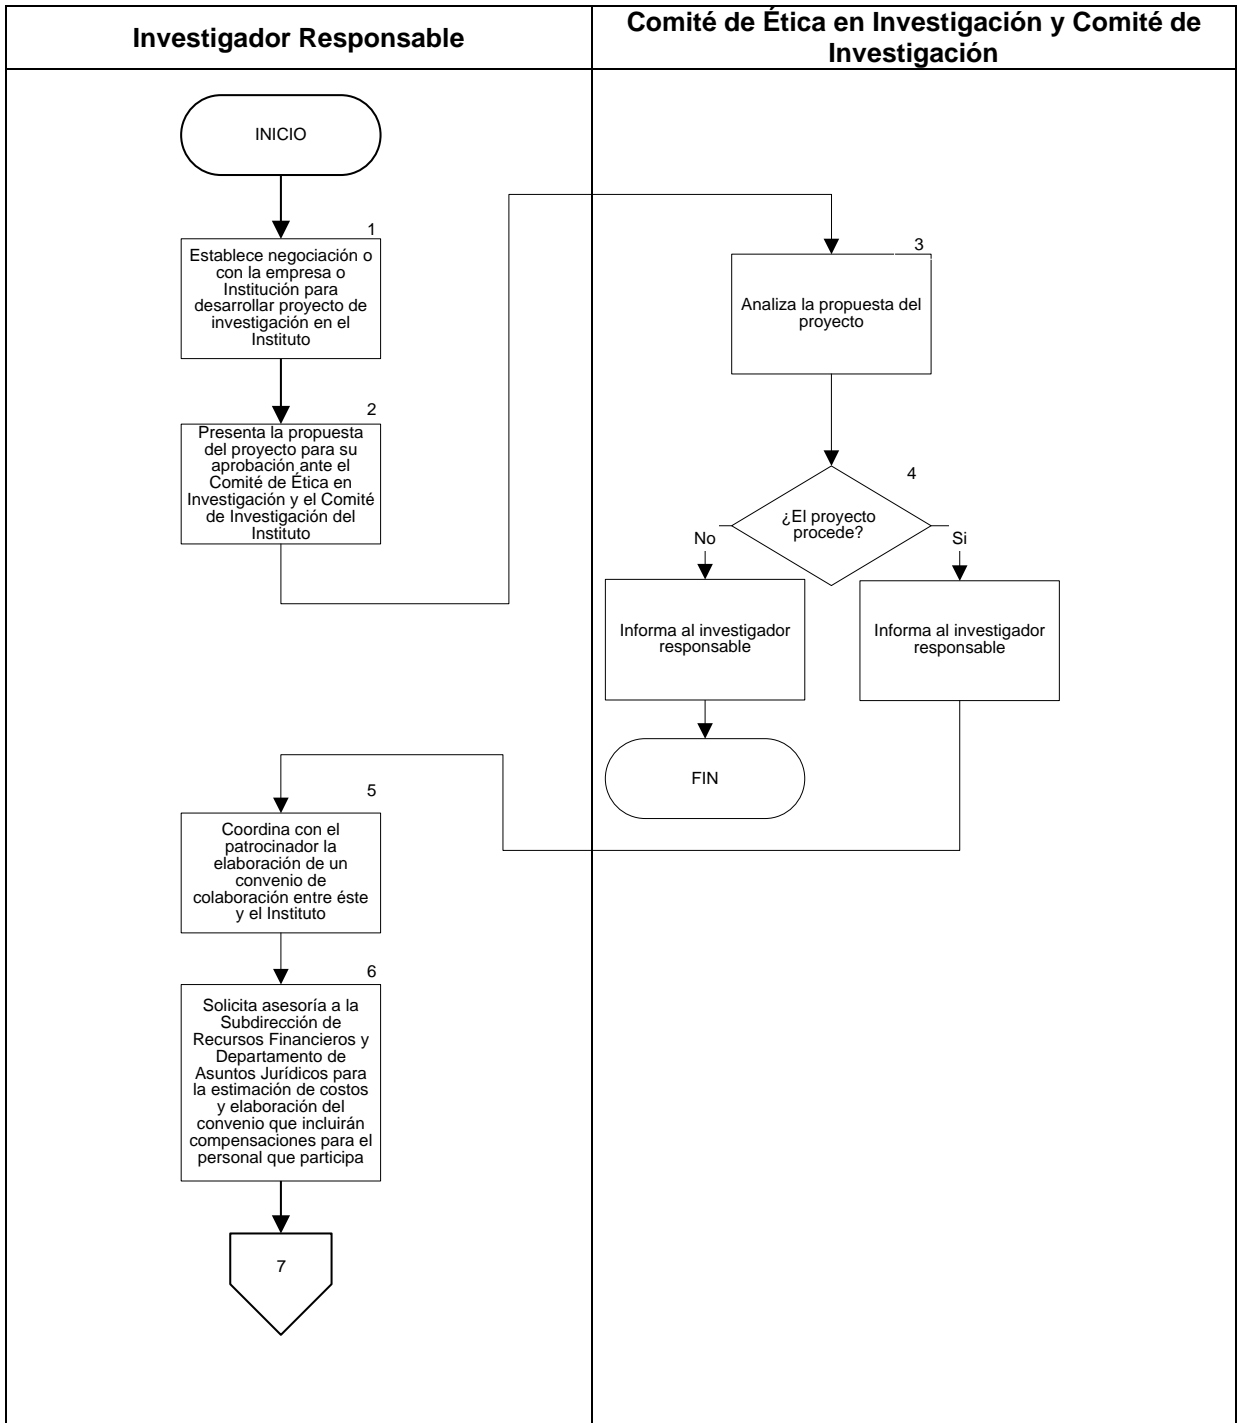 Investigador Responsable
Comité de Ética en Investigación y Comité de
Investigación
INICIO
1
Establece negociación o
con la empresa o
Institución para
desarrollar proyecto de
investigación en el
Instituto
2
Presenta la propuesta
del proyecto para su
aprobación ante el
Comité de Ética en
Investigación y el Comité
de Investigación del
Instituto
3
Analiza la propuesta del
proyecto
4
¿El proyecto
procede?
No
Si
Informa al investigador
responsable
Informa al investigador
responsable
FIN
5
Coordina con el
patrocinador la
elaboración de un
convenio de
colaboración entre éste
y el Instituto
6
Solicita asesoría a la
Subdirección de
Recursos Financieros y
Departamento de
Asuntos Jurídicos para
la estimación de costos
y elaboración del
convenio que incluirán
compensaciones para el
personal que participa
7